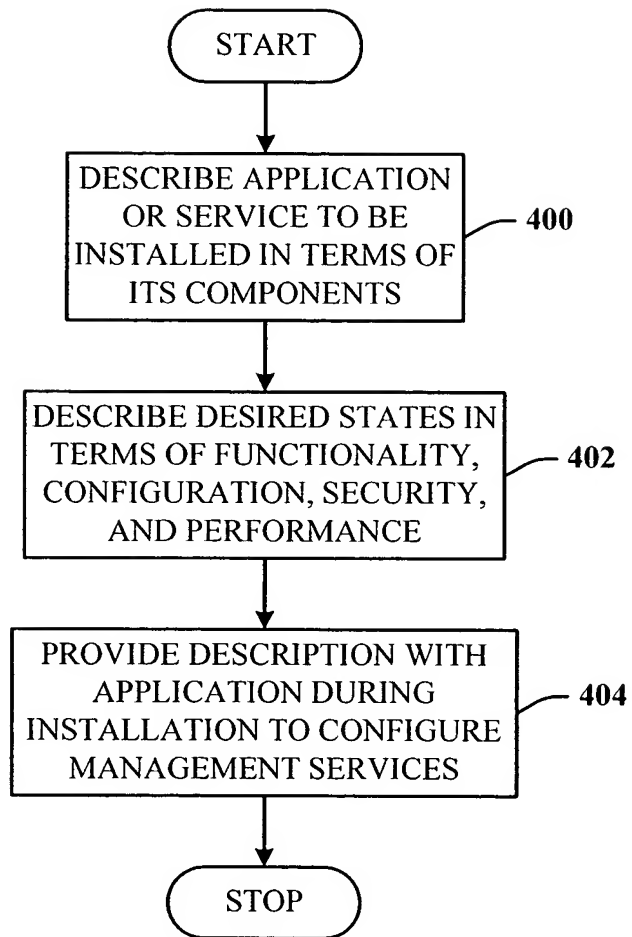 START
DESCRIBE APPLICATION
OR SERVICE TO BE
INSTALLED IN TERMS OF
ITS COMPONENTS
400
DESCRIBE DESIRED STATES IN
TERMS OF FUNCTIONALITY,
CONFIGURATION, SECURITY,
AND PERFORMANCE
402
PROVIDE DESCRIPTION WITH
APPLICATION DURING
INSTALLATION TO CONFIGURE
MANAGEMENT SERVICES
404
STOP